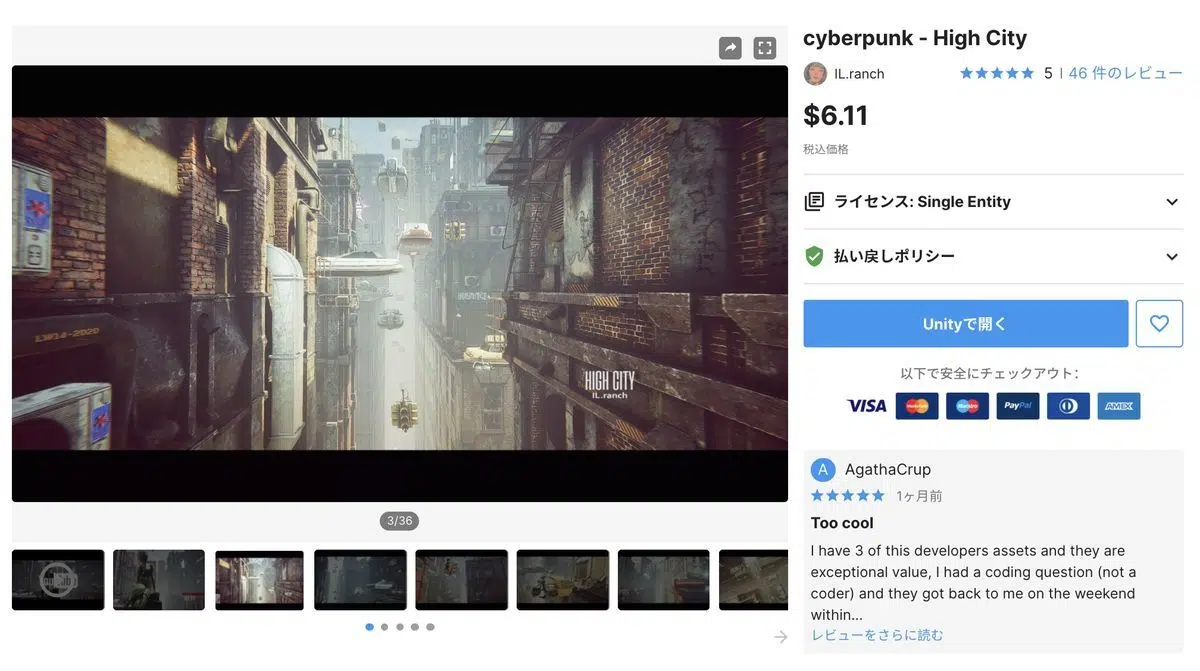 cyberpunk - High City
IL.ranch
5 | 46 件のレビュー
$6.11
税込価格
ライセンス: Single Entity
払い戻しポリシー
Unityで開く
以下で安全にチェックアウト:
VISA MasterCard Maestro PayPal AMEX
LW14-2020
HIGH CITY
IL.ranch
3/36
A AgathaCrup
1ヶ月前
Too cool
I have 3 of this developers assets and they are
exceptional value, I had a coding question (not a
coder) and they got back to me on the weekend
within...
レビューをさらに読む